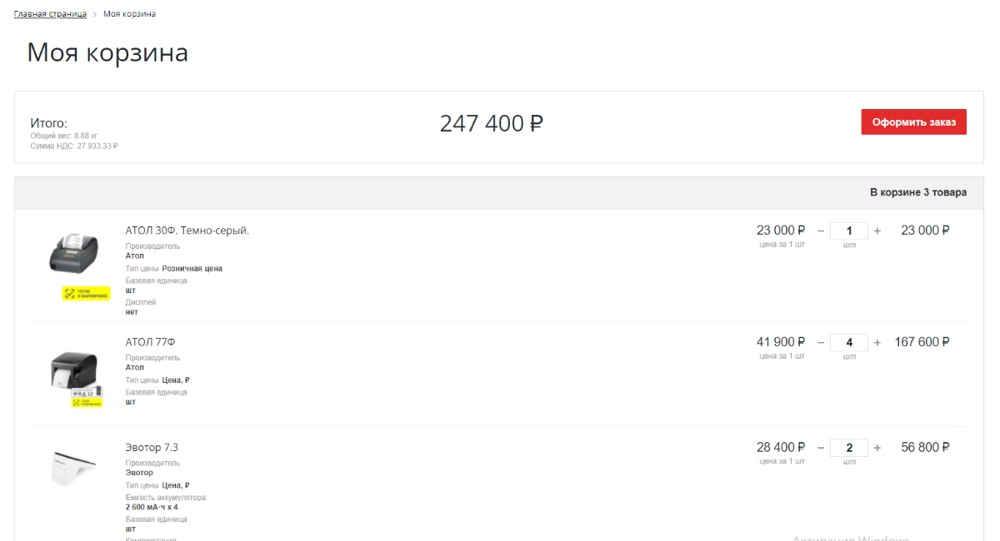 Главная страница > Моя корзина
Моя корзина
Итого:
Общий вес: 8.88 кг
Сумма НДС: 27 933.33 ₽
247 400 ₽
Оформить заказ
В корзине 3 товара
АТОЛ 30Ф. Темно-серый.
Производитель
Атол
Тип цены Розничная цена
Базовая единица
шт
Дисплей
нет
23 000 ₽
цена за 1 шт
− 1 +
шт
23 000 ₽
АТОЛ 77Ф
Производитель
Атол
Тип цены Цена, ₽
Базовая единица
шт
ФФД 1.2
41 900 ₽
цена за 1 шт
− 4 +
шт
167 600 ₽
Эвотор 7.3
Производитель
Эвотор
Тип цены Цена, ₽
Емкость аккумулятора
2 600 мА·ч x 4
Базовая единица
шт
Комплектация
28 400 ₽
цена за 1 шт
− 2 +
шт
56 800 ₽
Активация Windows